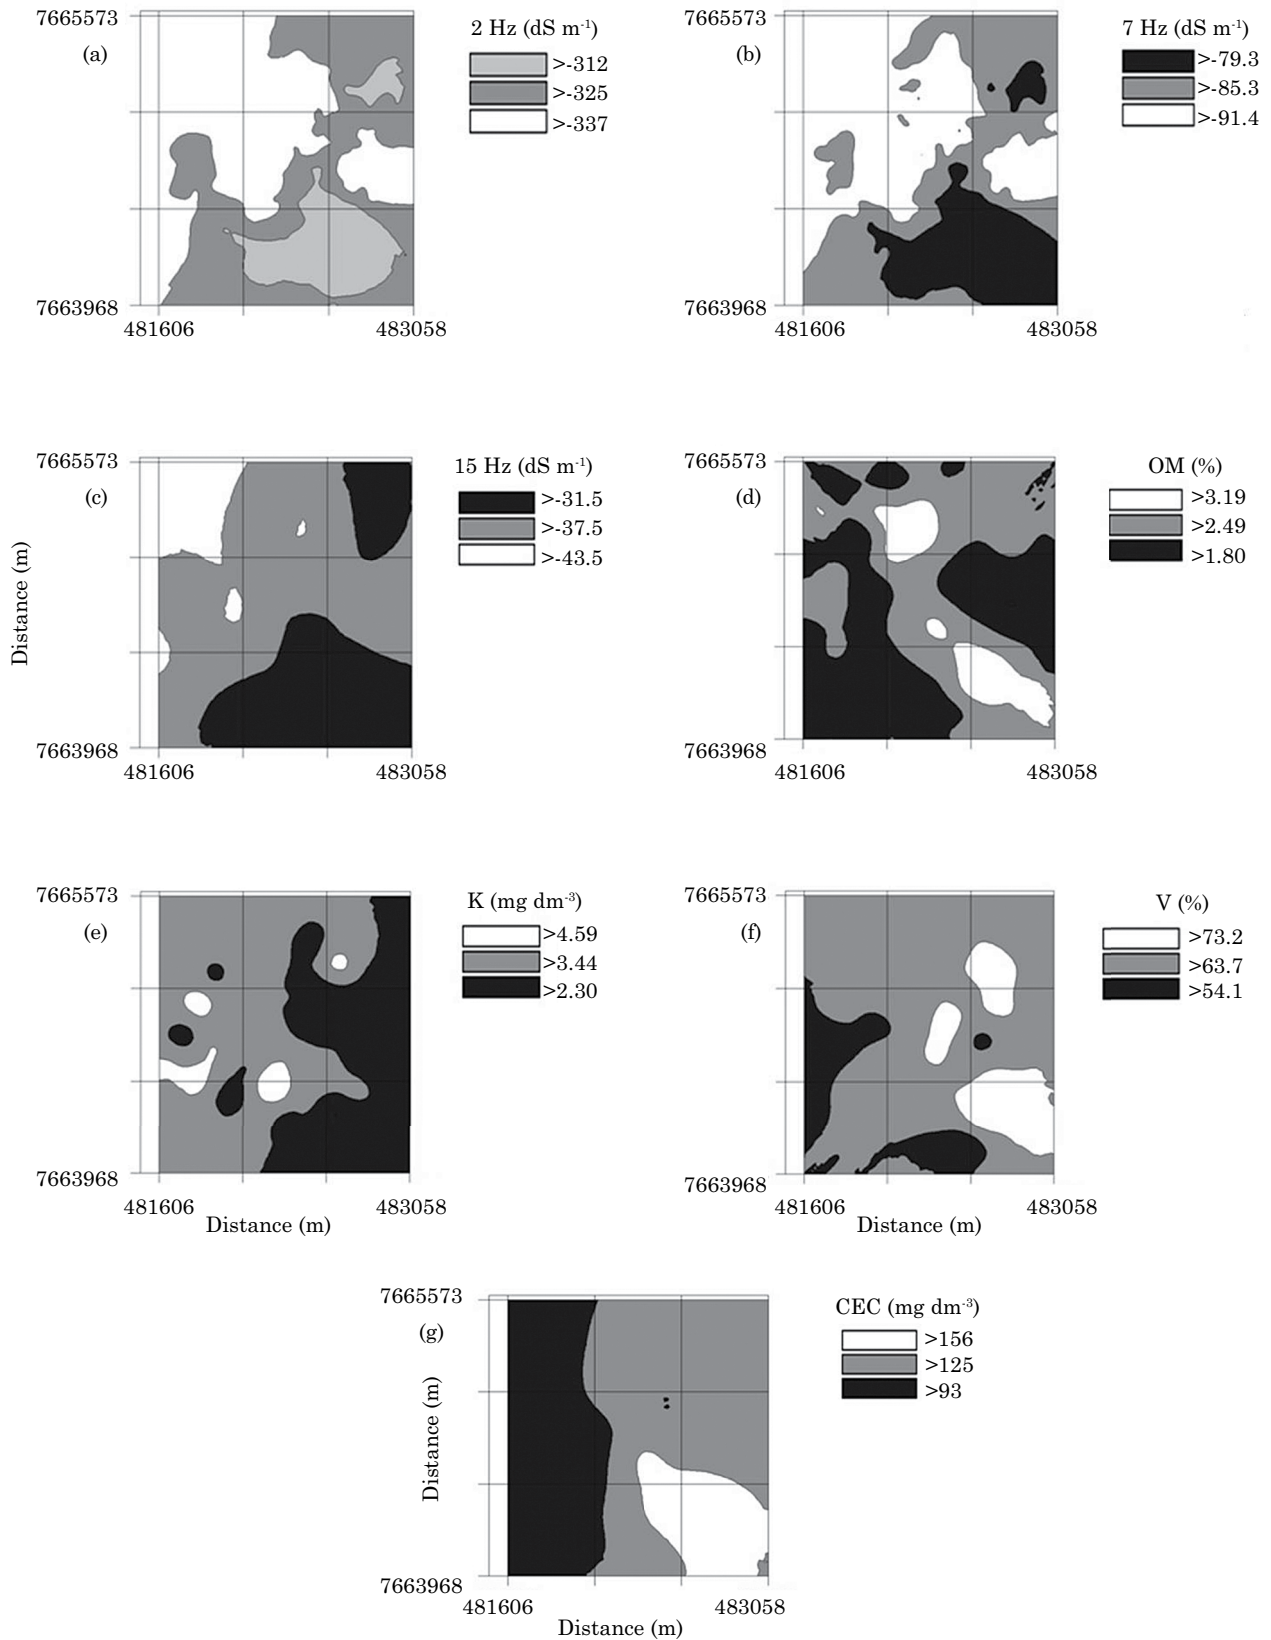 7665573
(a)
7663968
481606 483058
2 Hz (dS m-1)
>-312
>-325
>-337
7665573
(b)
7663968
481606 483058
7 Hz (dS m-1)
>-79.3
>-85.3
>-91.4
Distance (m)
7665573
(c)
7663968
481606 483058
15 Hz (dS m-1)
>-31.5
>-37.5
>-43.5
7665573
(d)
7663968
481606 483058
OM (%)
>3.19
>2.49
>1.80
7665573
(e)
7663968
481606 483058
Distance (m)
K (mg dm-3)
>4.59
>3.44
>2.30
7665573
(f)
7663968
481606 483058
Distance (m)
V (%)
>73.2
>63.7
>54.1
7665573
(g)
Distance (m)
7663968
481606 483058
Distance (m)
CEC (mg dm-3)
>156
>125
>93